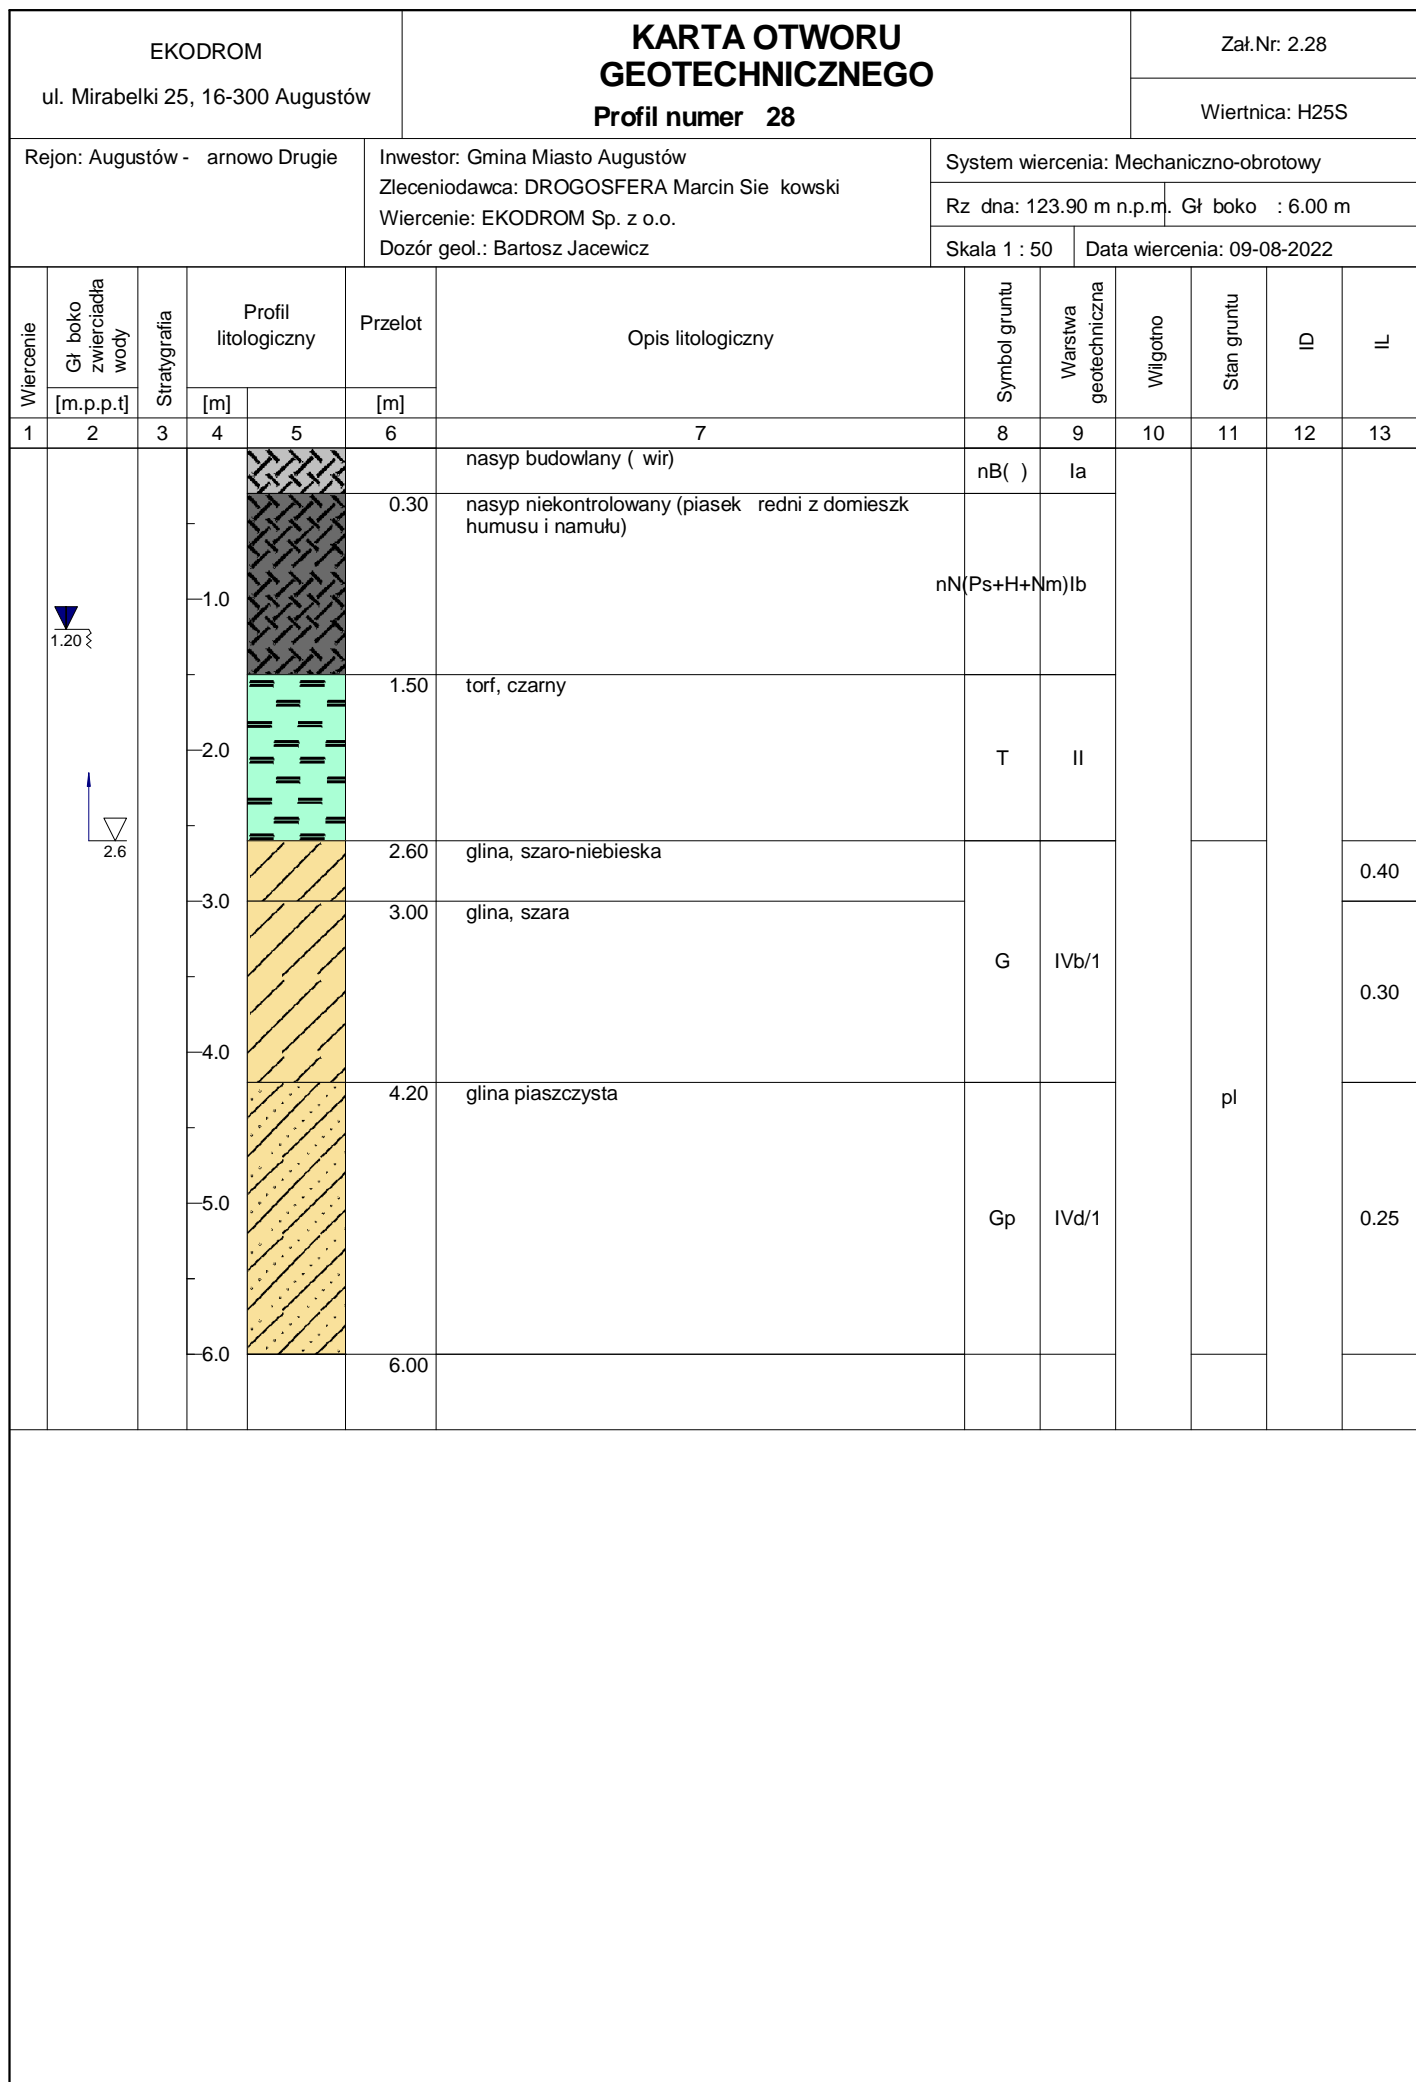 EKODROM
ul. Mirabelki 25, 16-300 Augustów
KARTA OTWORU
GEOTECHNICZNEGO
Profil numer 28
Zał.Nr: 2.28
Wiertnica: H25S
Rejon: Augustów - arnowo Drugie
Inwestor: Gmina Miasto Augustów
Zleceniodawca: DROGOSFERA Marcin Sie kowski
Wiercenie: EKODROM Sp. z o.o.
Dozór geol.: Bartosz Jacewicz
System wiercenia: Mechaniczno-obrotowy
Rz dna: 123.90 m n.p.m. Gł boko : 6.00 m
Skala 1 : 50 Data wiercenia: 09-08-2022
Wiercenie
Gł boko
zwierciadła
wody
[m.p.p.t]
Stratygrafia
Profil
litologiczny
[m]
Przelot
[m]
Opis litologiczny
Symbol gruntu
Warstwa
geotechniczna
Wilgotno
Stan gruntu
ID
IL
1 2 3 4 5 6 7 8 9 10 11 12 13
nasyp budowlany ( wir)
nB( ) Ia
0.30 nasyp niekontrolowany (piasek redni z domieszk
humusu i namułu)
nN(Ps+H+Nm) Ib
1.0
1.20
1.50 torf, czarny
2.0
T II
2.6
2.60 glina, szaro-niebieska
0.40
3.0
3.00 glina, szara
G IVb/1
0.30
4.0
4.20 glina piaszczysta
pl
5.0
Gp IVd/1 0.25
6.0
6.00